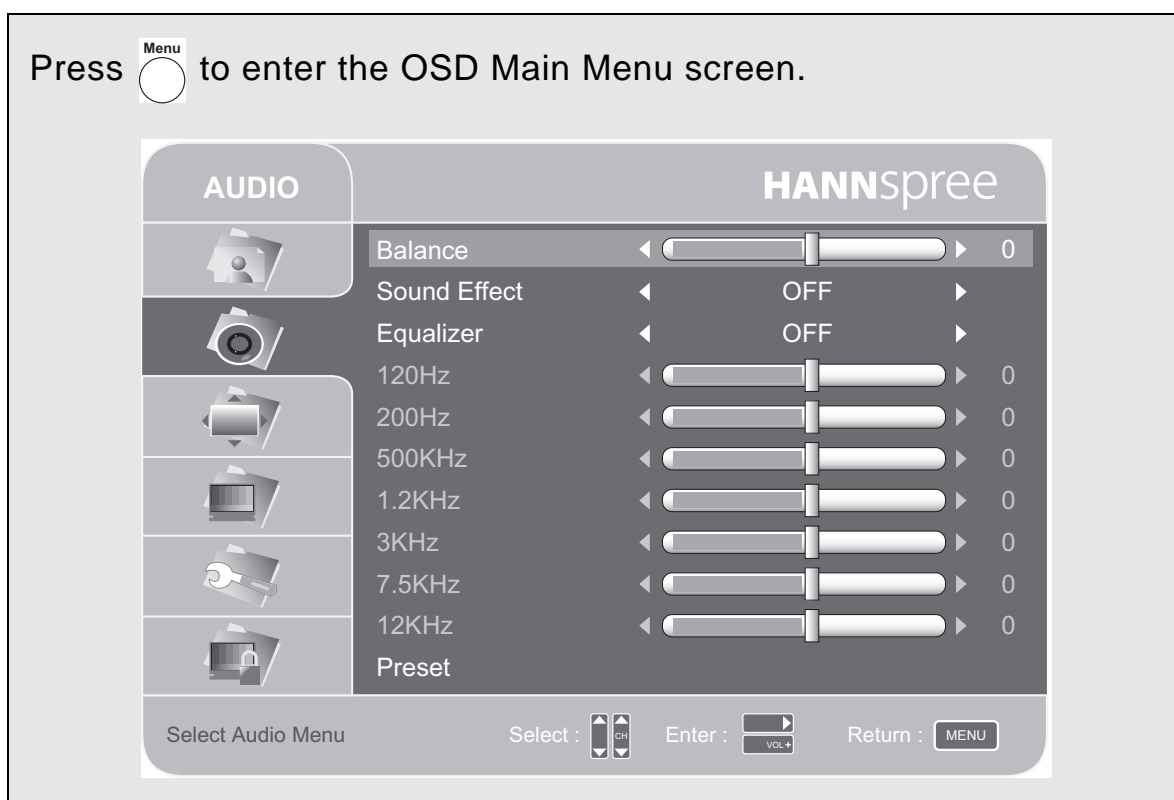 Press Menu to enter the OSD Main Menu screen.
AUDIO
HANNspree
Balance 0
Sound Effect OFF
Equalizer OFF
120Hz 0
200Hz 0
500KHz 0
1.2KHz 0
3KHz 0
7.5KHz 0
12KHz 0
Preset
Select Audio Menu Select : CH Enter : VOL+ Return : MENU